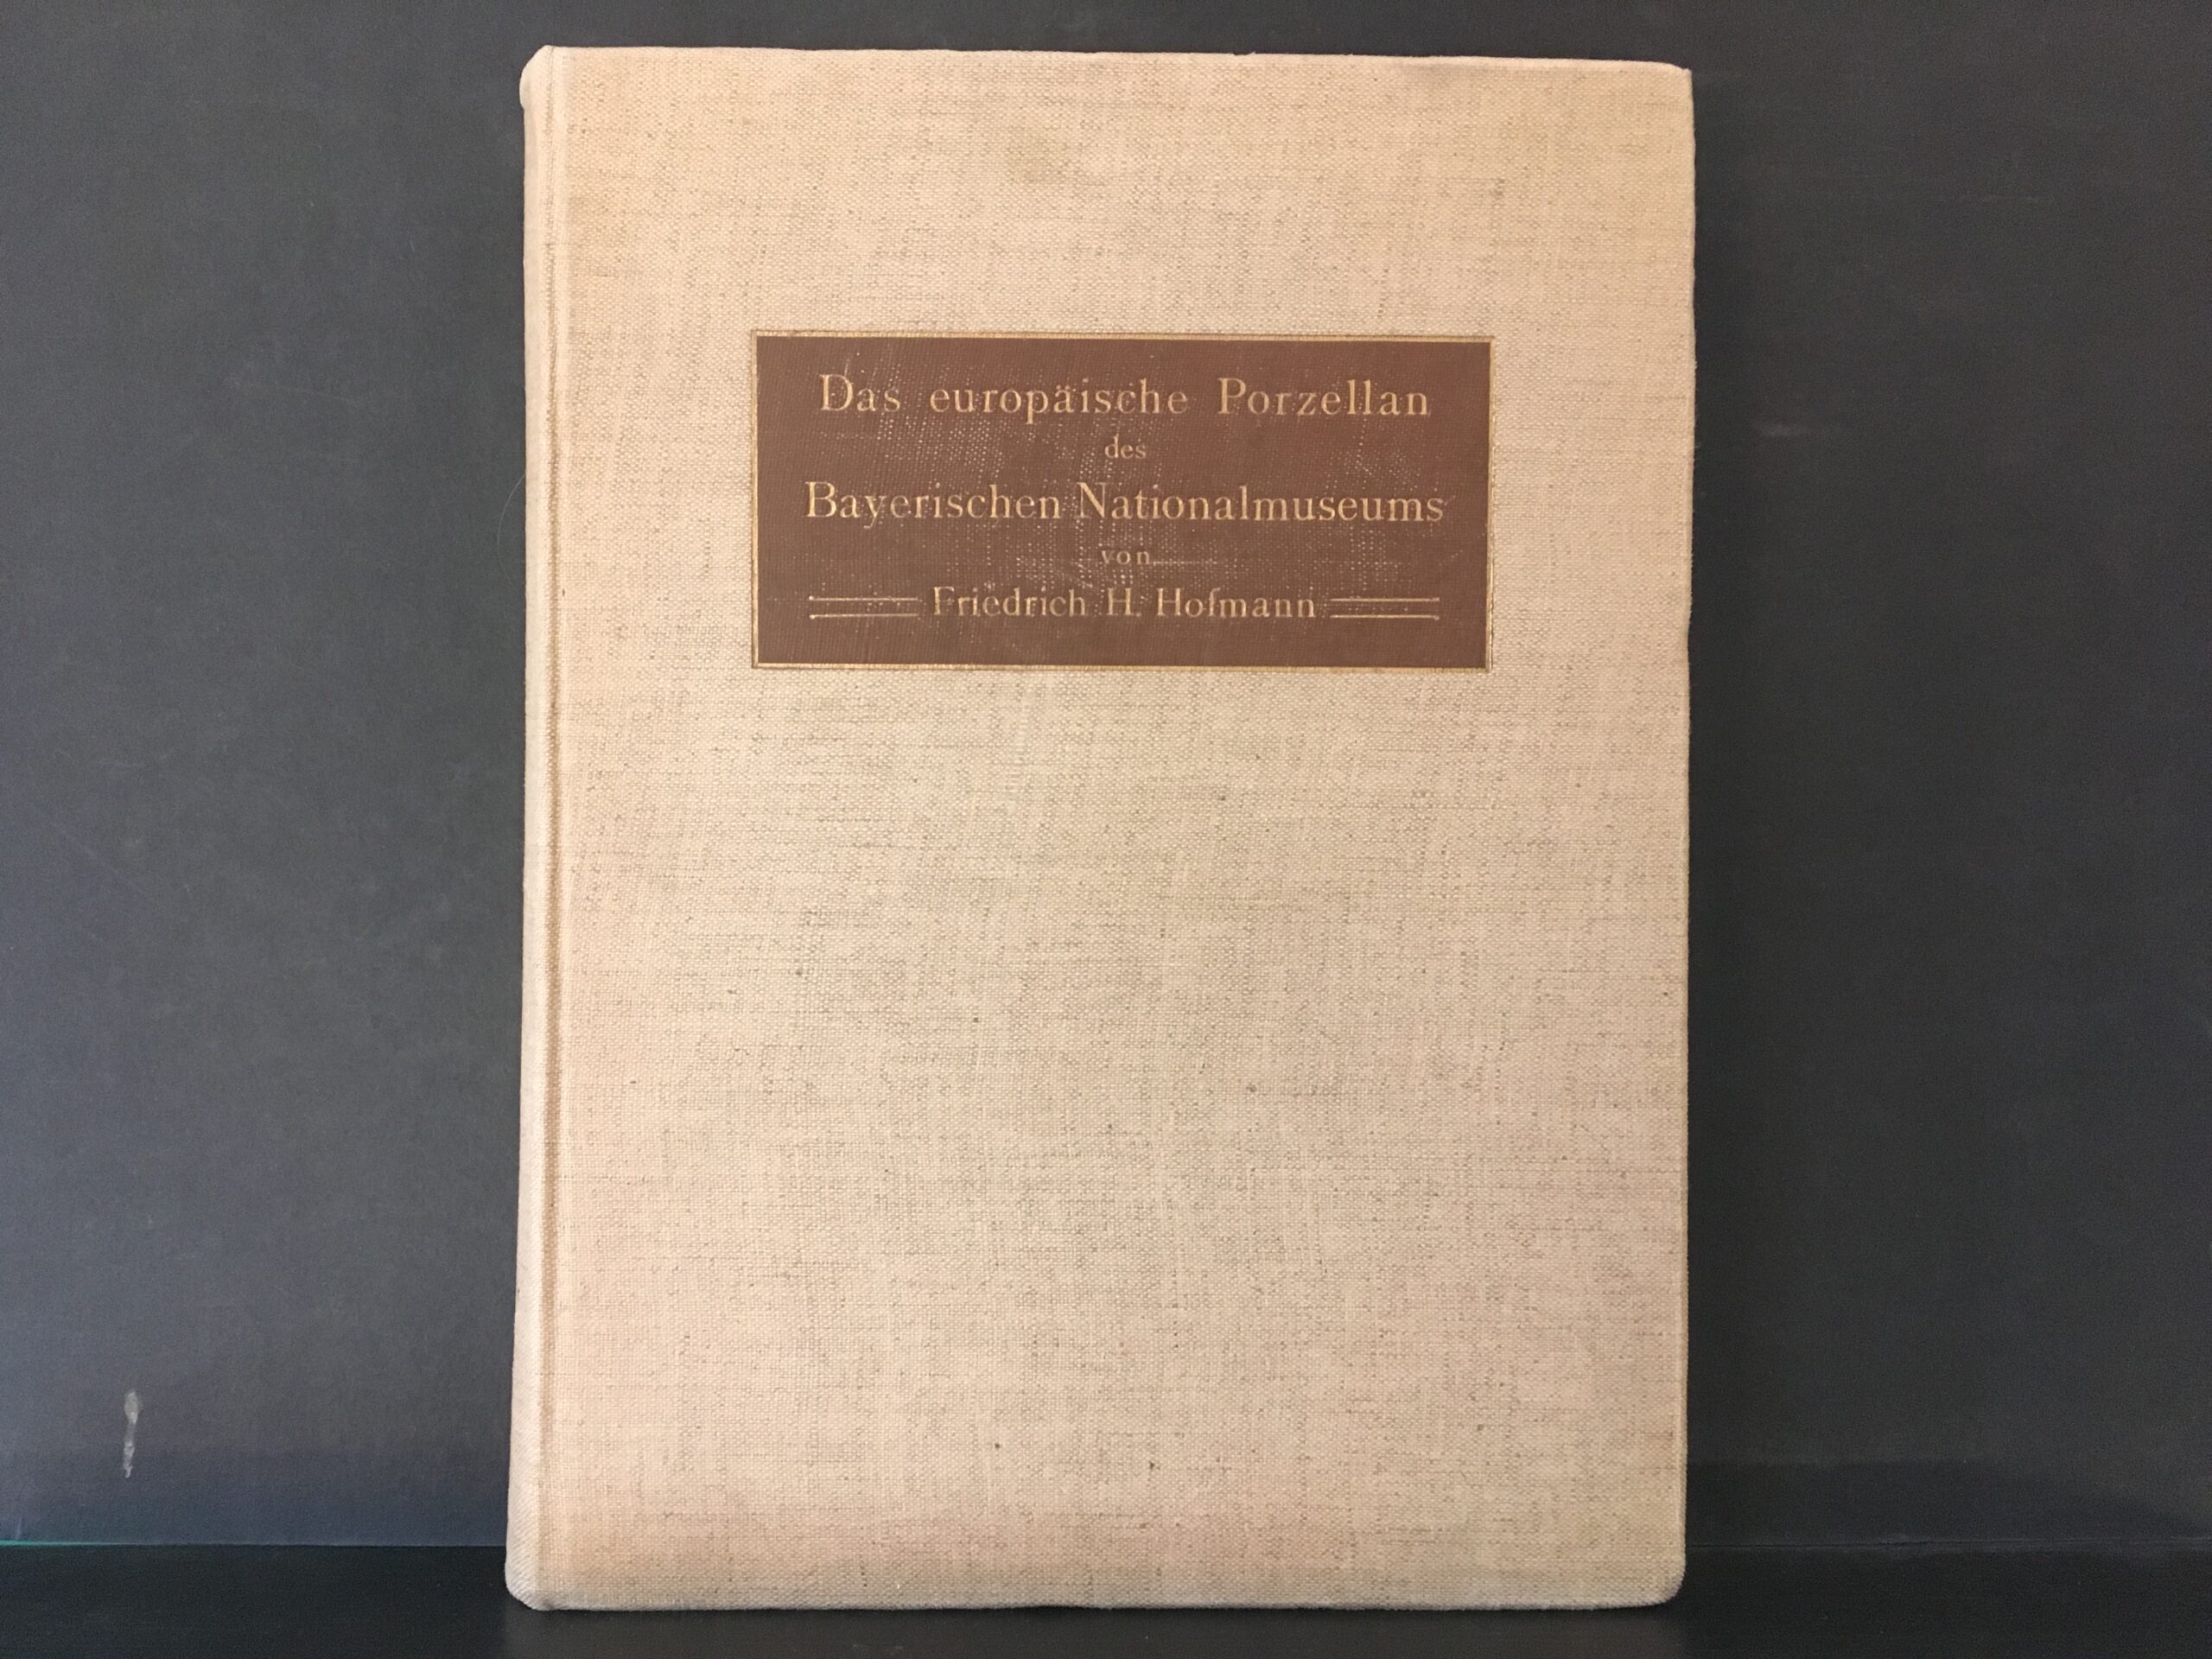 Das europäische Porzellan
des
Bayerischen Nationalmuseums
von
Friedrich H. Hofmann